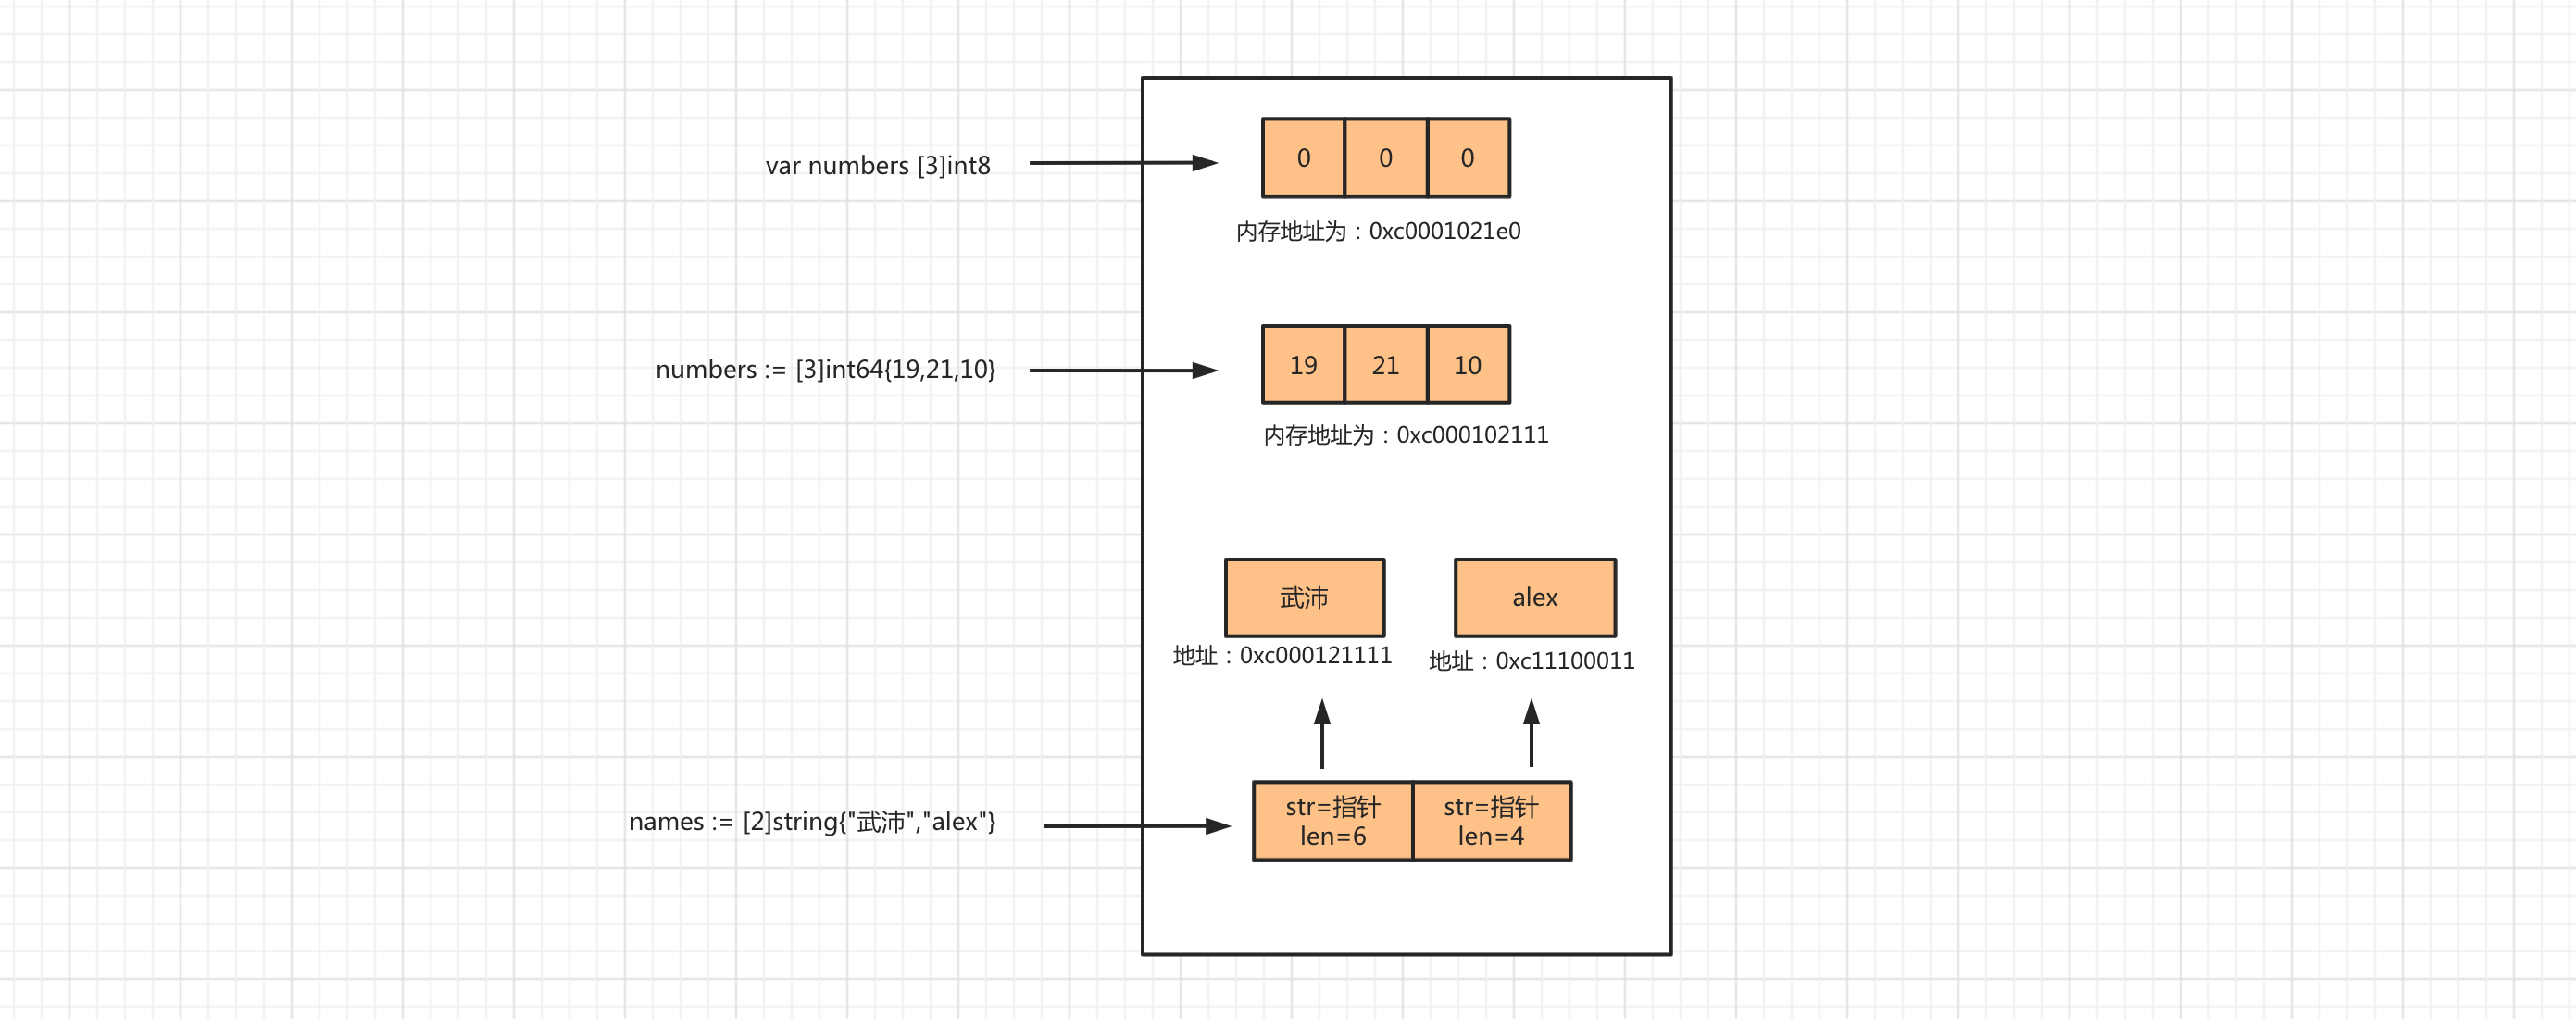 var numbers [3]int8
0 0 0
内存地址为：0xc0001021e0
numbers := [3]int64{19,21,10}
19 21 10
内存地址为：0xc000102111
武沛 alex
地址：0xc000121111
地址：0xc11100011
names := [2]string{"武沛","alex"}
str=指针 str=指针
len=6 len=4